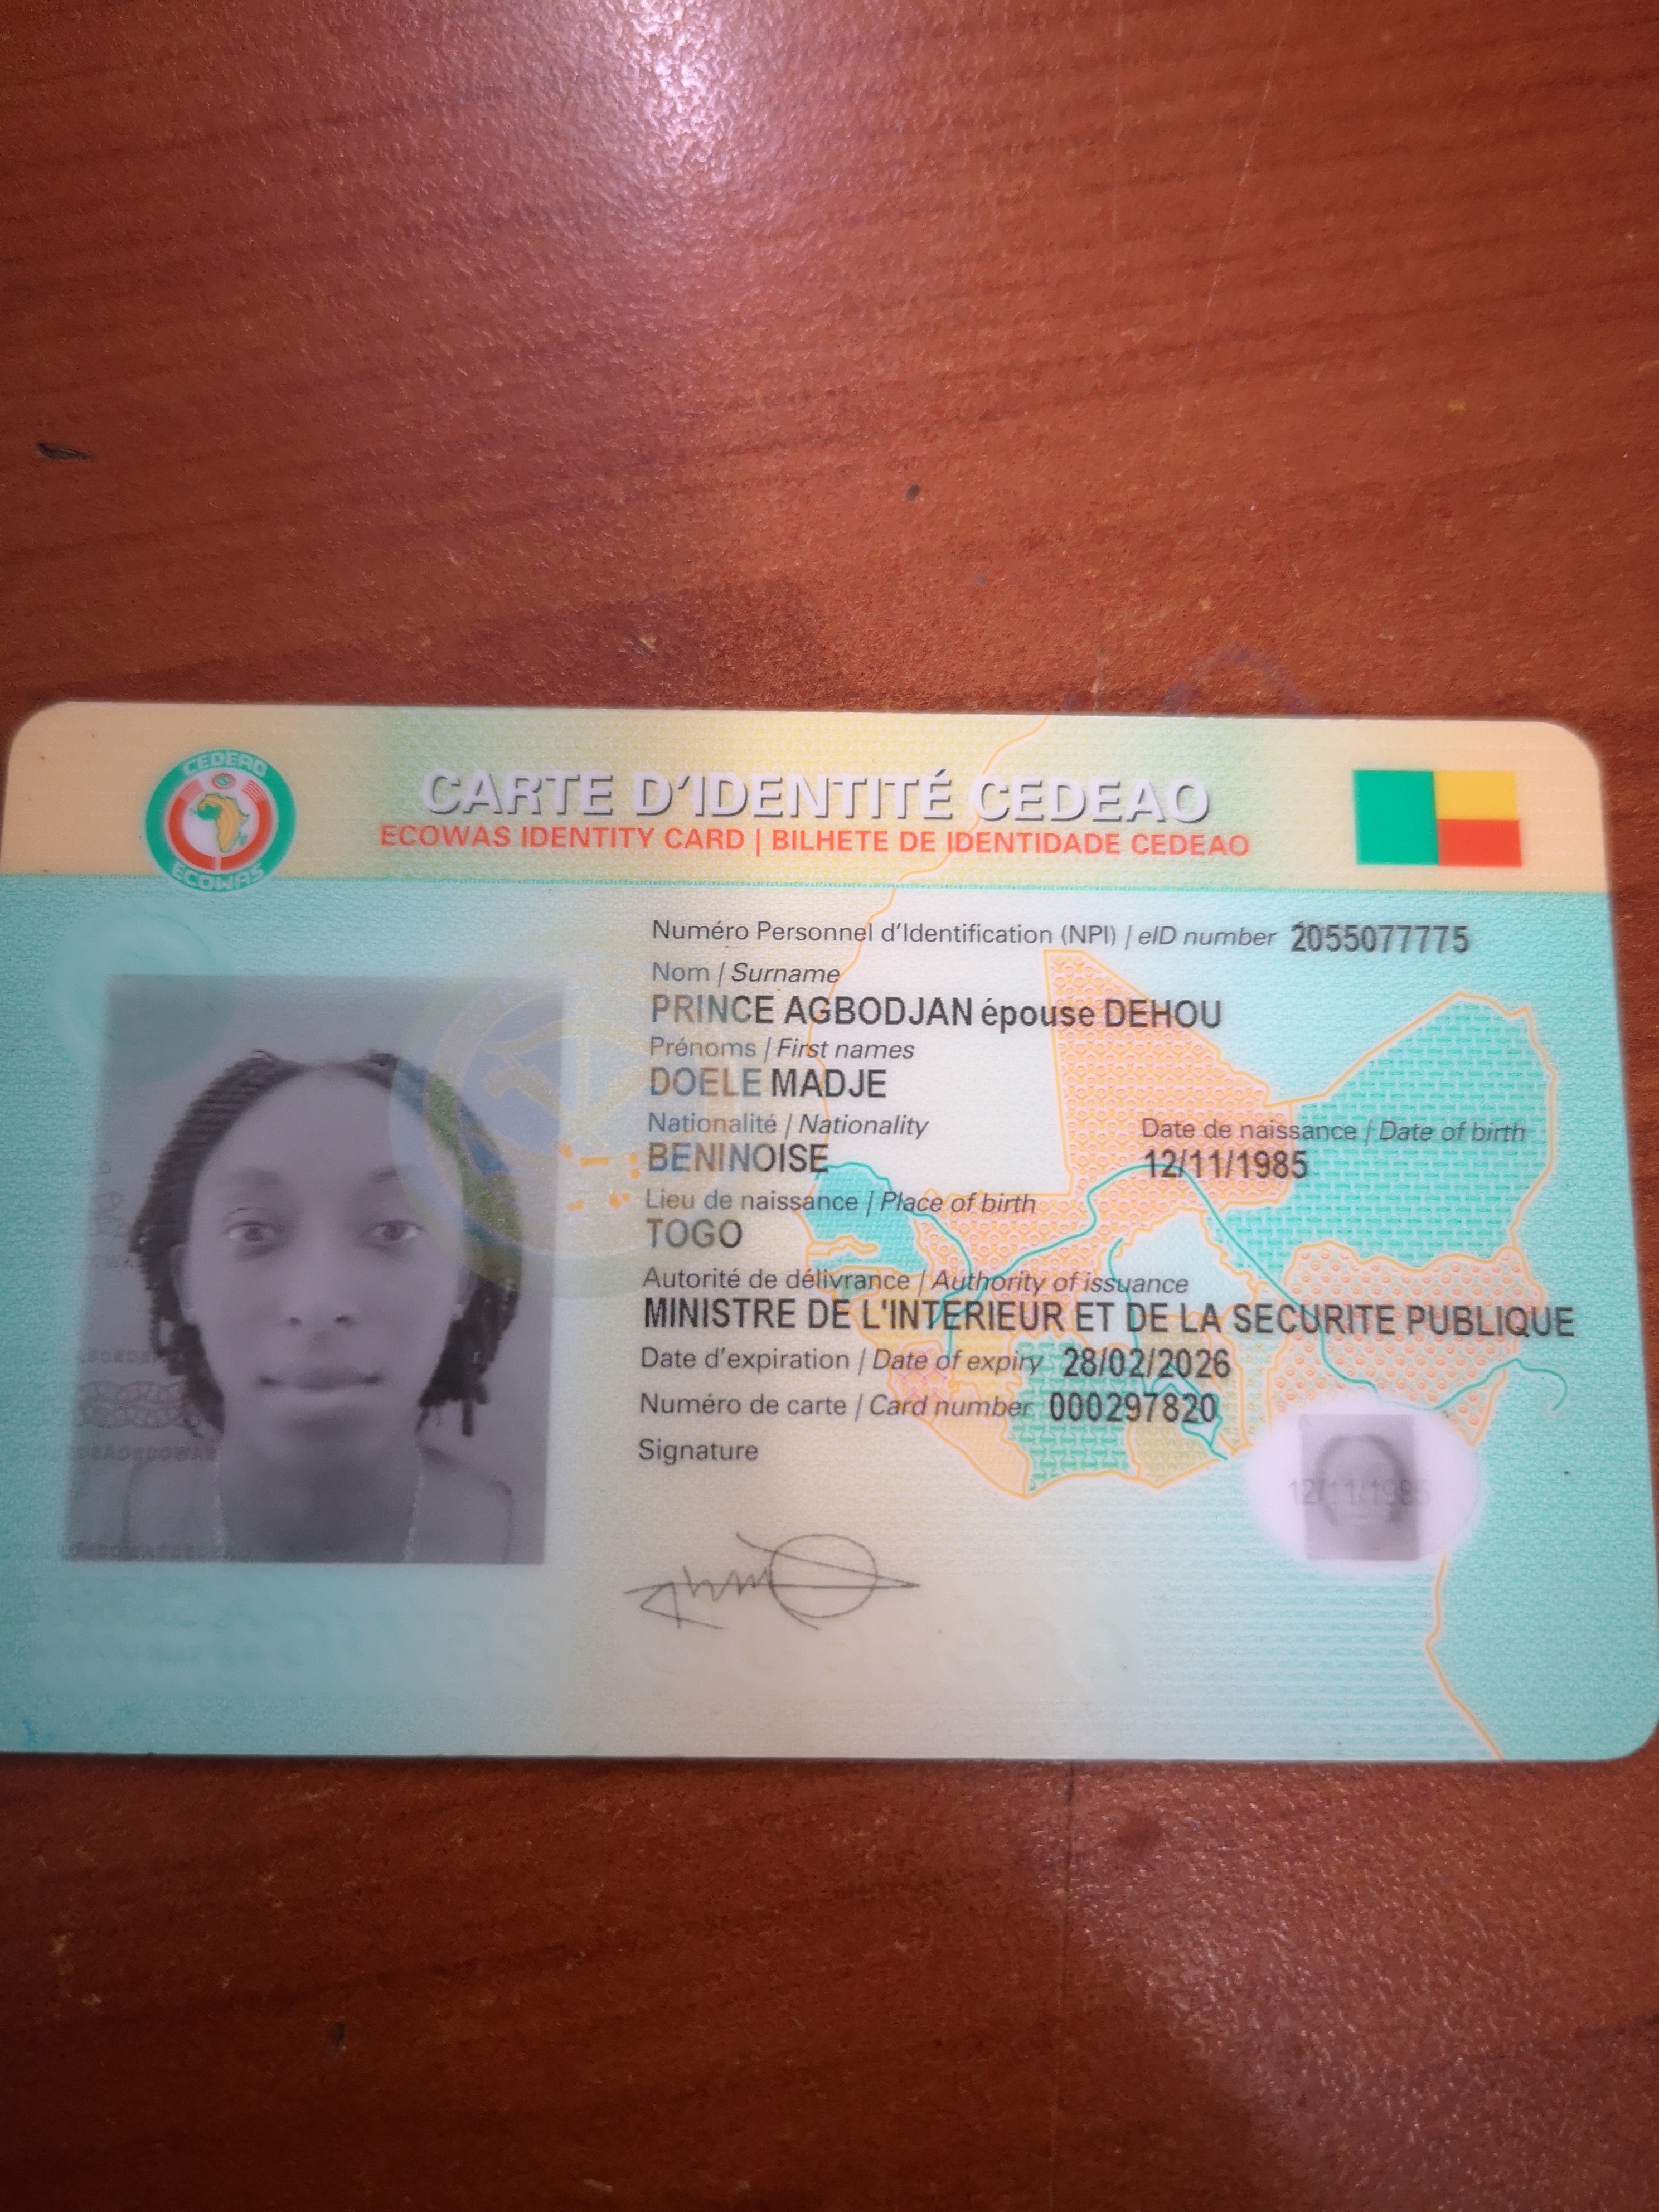 CEDEAO
ECOWAS
CARTE D'IDENTITÉ CEDEAO
ECOWAS IDENTITY CARD | BILHETE DE IDENTIDADE CEDEAO
Numéro Personnel d'Identification (NPI) / eID number 2055077775
Nom / Surname
PRINCE AGBODJAN épouse DEHOU
Prénoms / First names
DOELE MADJE
Nationalité / Nationality
BENINOISE
Date de naissance / Date of birth
12/11/1985
Lieu de naissance / Place of birth
TOGO
Autorité de délivrance / Authority of issuance
MINISTRE DE L'INTERIEUR ET DE LA SECURITE PUBLIQUE
Date d'expiration / Date of expiry 28/02/2026
Numéro de carte / Card number 000297820
Signature
12/11/1985